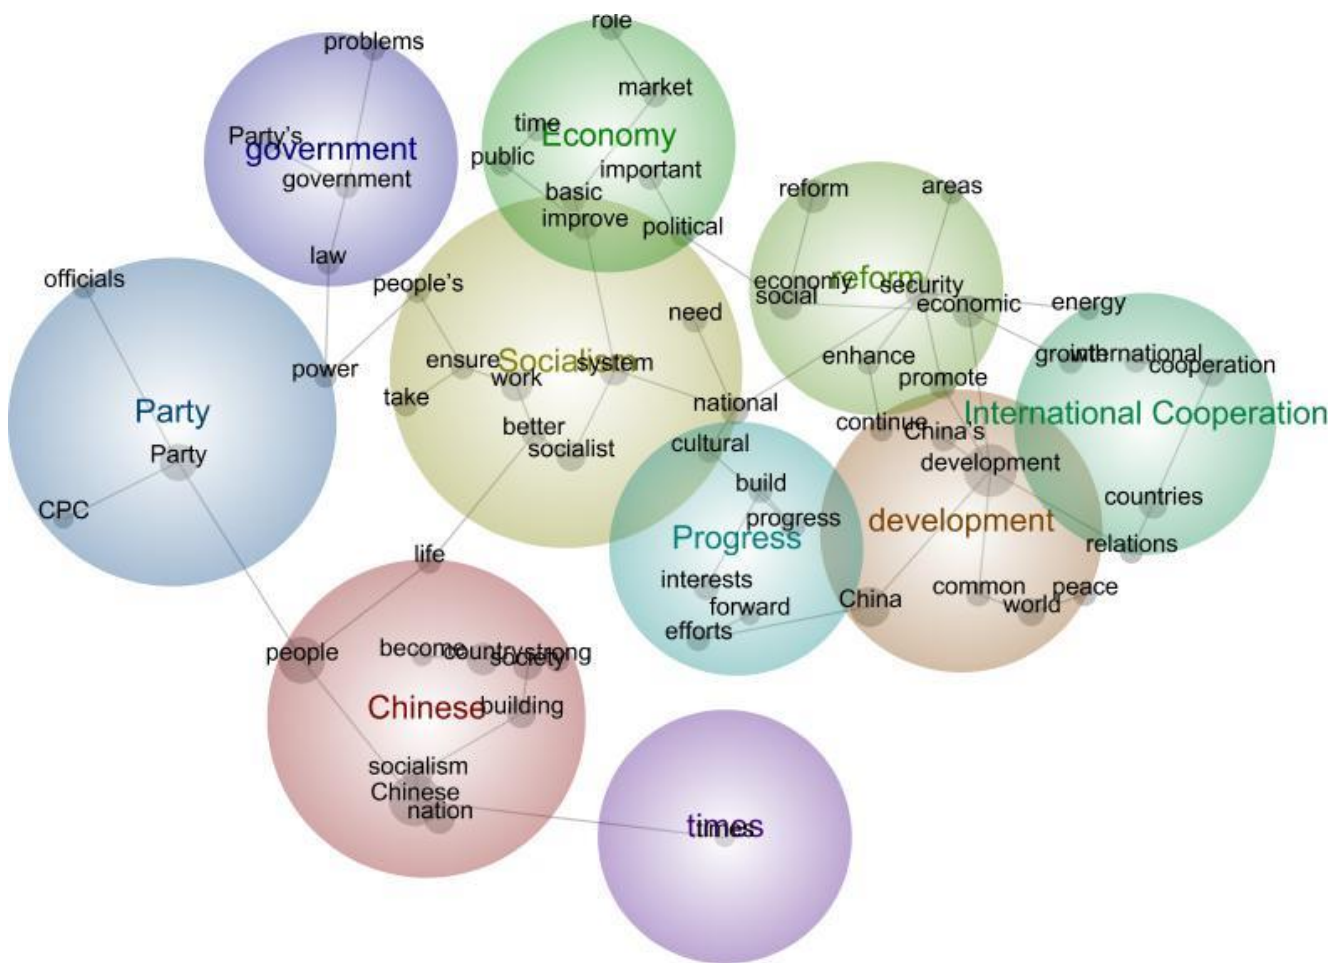 role
problems
market
time
Party's
Economy
government
public
important
government
basic
reform
areas
improve
political
law
officials
people's
economy
reform
security
social
economic
energy
need
growth
international
ensure
Socialism
system
enhance
cooperation
power
work
promote
take
national
Party
International Cooperation
better
continue
China's
socialist
cultural
Party
development
build
CPC
countries
progress
development
Progress
relations
life
interests
common
peace
forward
China
world
efforts
people
become
country
strong
society
Chinese
building
socialism
Chinese
nation
times
times